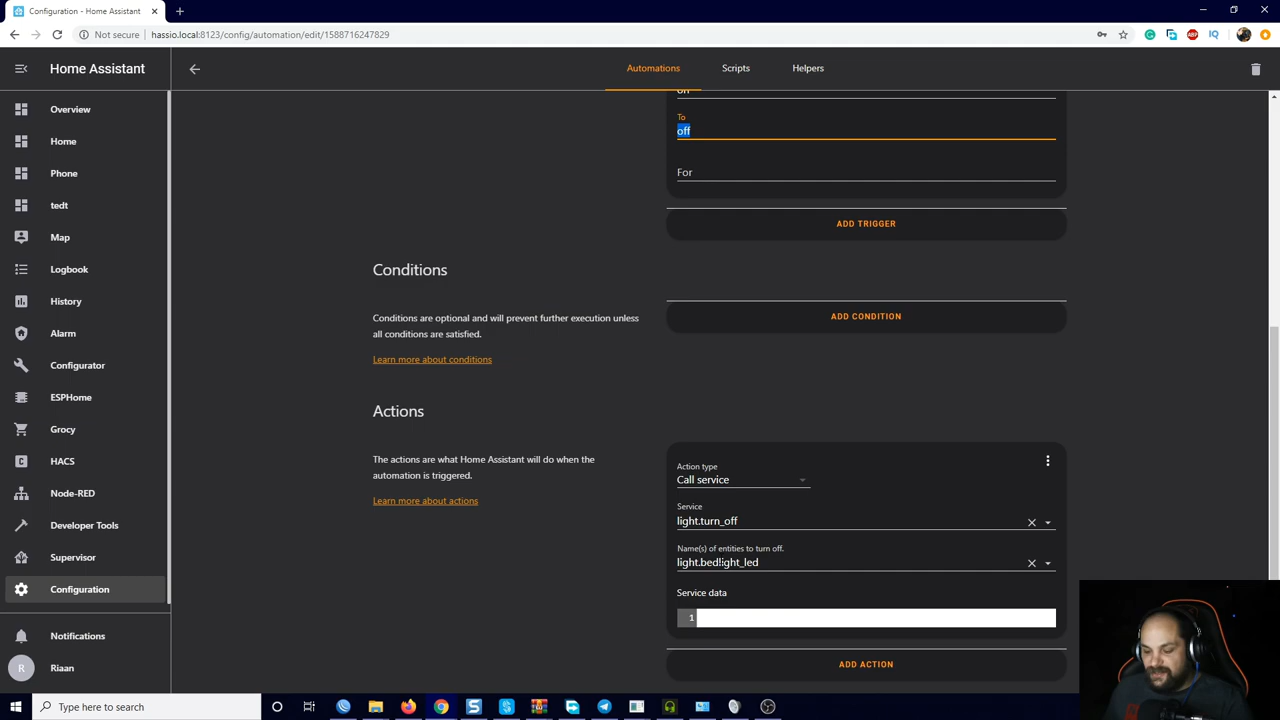 Configuration - Home Assistant
Not secure
hassio.local:8123/config/automation/edit/1588716247829
ABP
IQ
Home Assistant
Automations
Scripts
Helpers
Overview
Home
Phone
tedt
Map
Logbook
History
Alarm
Configurator
ESPHome
Grocy
HACS
Node-RED
Developer Tools
Supervisor
Configuration
Notifications
R
Riaan
on
To
off
For
ADD TRIGGER
Conditions
Conditions are optional and will prevent further execution unless
all conditions are satisfied.
Learn more about conditions
ADD CONDITION
Actions
The actions are what Home Assistant will do when the
automation is triggered.
Learn more about actions
Action type
Call service
Service
light.turn_off
Name(s) of entities to turn off.
light.bedlight_led
Service data
1
ADD ACTION
Type here to search